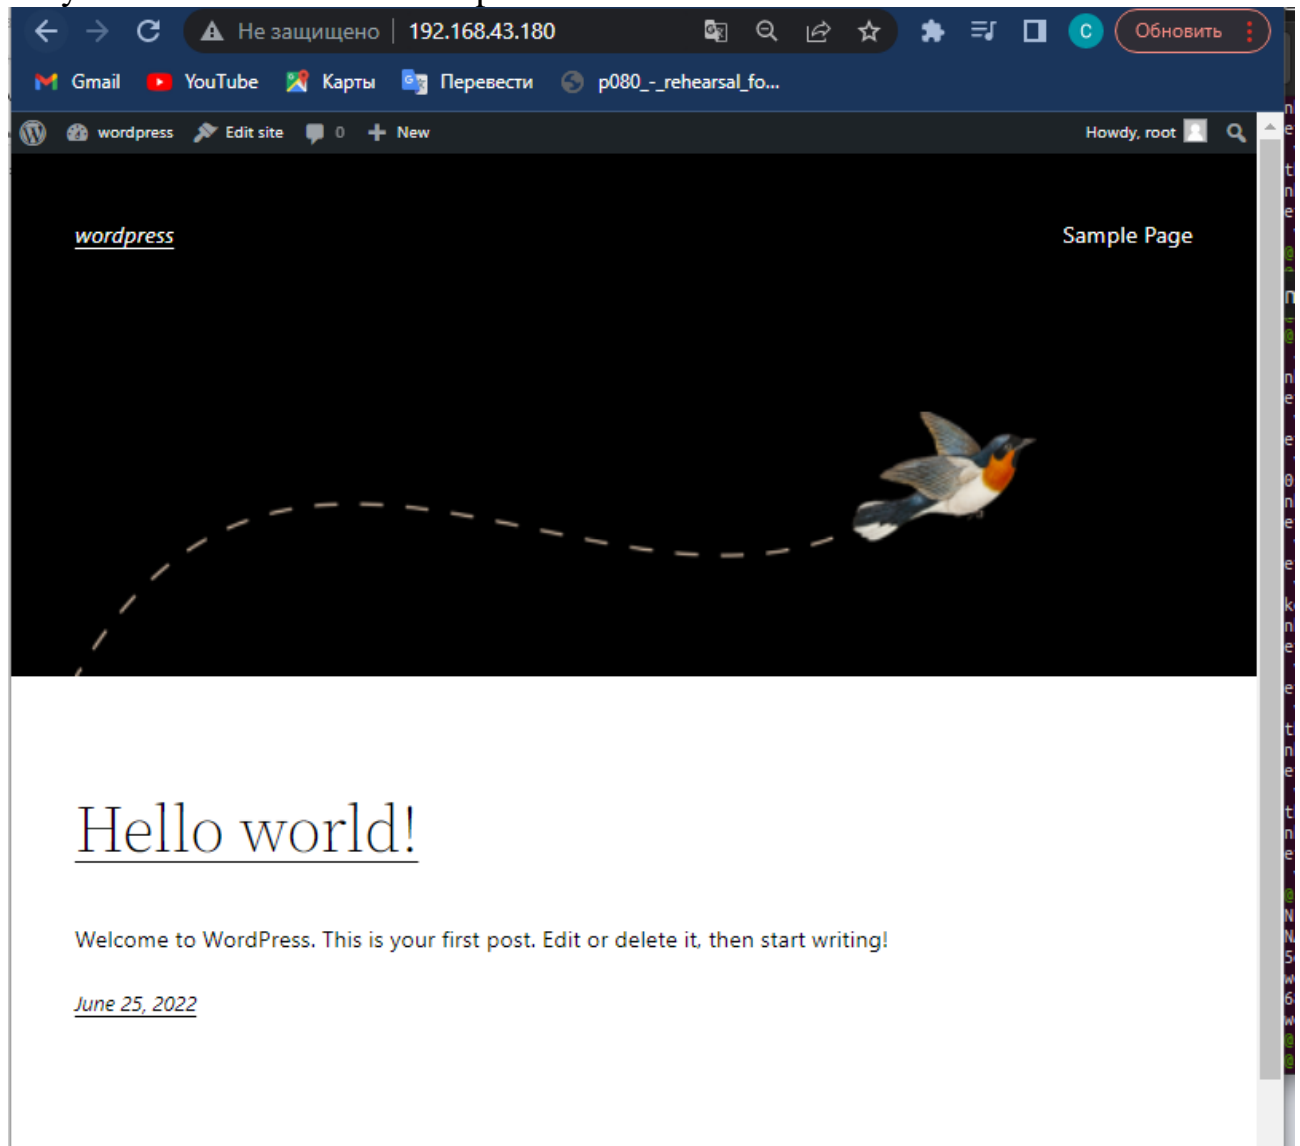 Не защищено 192.168.43.180 Обновить
Gmail YouTube Карты Перевести p080_-_rehearsal_fo...
wordpress Edit site 0 New Howdy, root
wordpress Sample Page
Hello world!
Welcome to WordPress. This is your first post. Edit or delete it, then start writing!
June 25, 2022